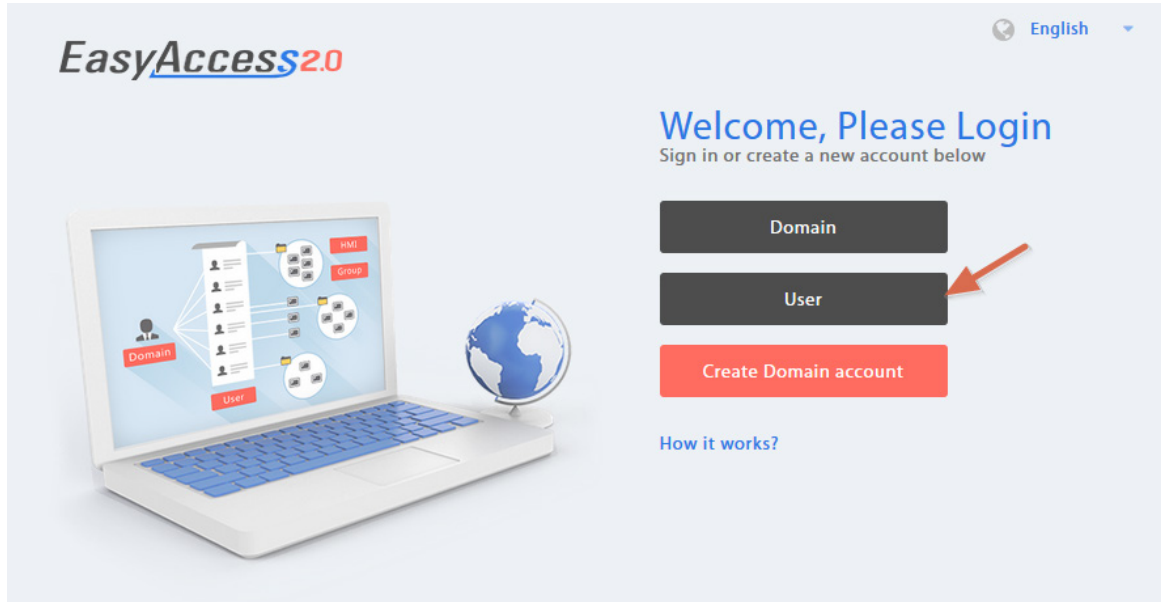 English
EasyAccess2.0
Welcome, Please Login
Sign in or create a new account below
Domain
User
Create Domain account
How it works?
HMI
Group
Domain
User